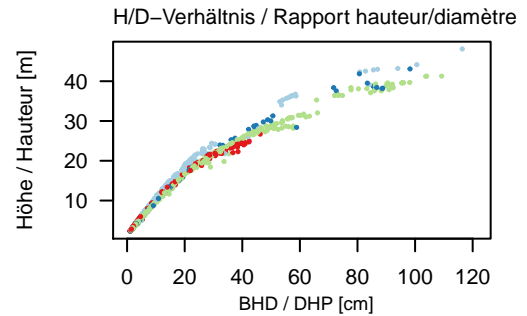 H/D−Verhältnis / Rapport hauteur/diamètre
Höhe / Hauteur [m]
40
30
20
10
0 20 40 60 80 100 120
BHD / DHP [cm]